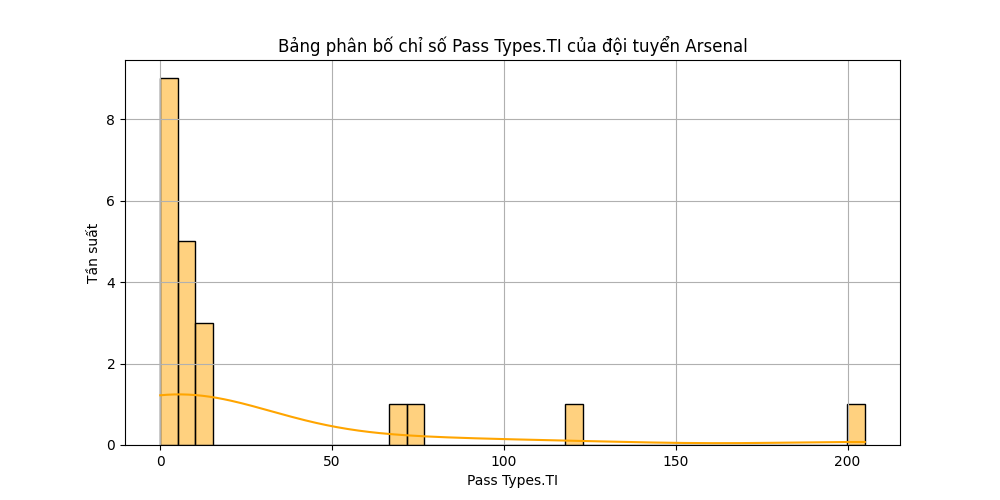 Bảng phân bố chỉ số Pass Types.TI của đội tuyển Arsenal
Tần suất
8
6
4
2
0
0 50 100 150 200
Pass Types.TI